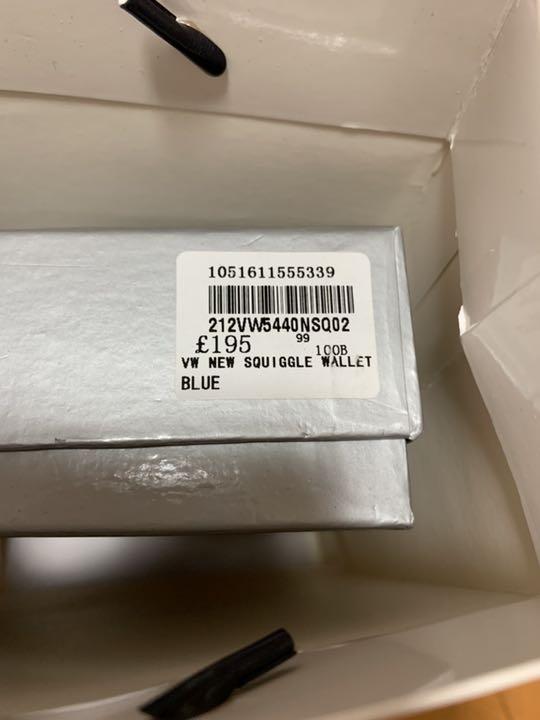 1051611555339
212VW5440NSQ02
£195 99 100B
VW NEW SQUIGGLE WALLET
BLUE